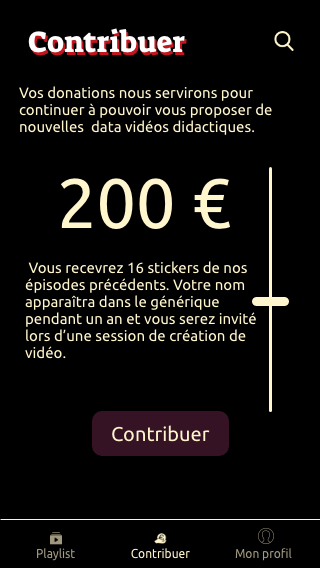 Contribuer
Vos donations nous servirons pour
continuer à pouvoir vous proposer de
nouvelles  data vidéos didactiques.
200 €
Vous recevrez 16 stickers de nos
épisodes précédents. Votre nom
apparaîtra dans le générique
pendant un an et vous serez invité
lors d’une session de création de
vidéo.
Contribuer
Playlist
Contribuer
Mon profil